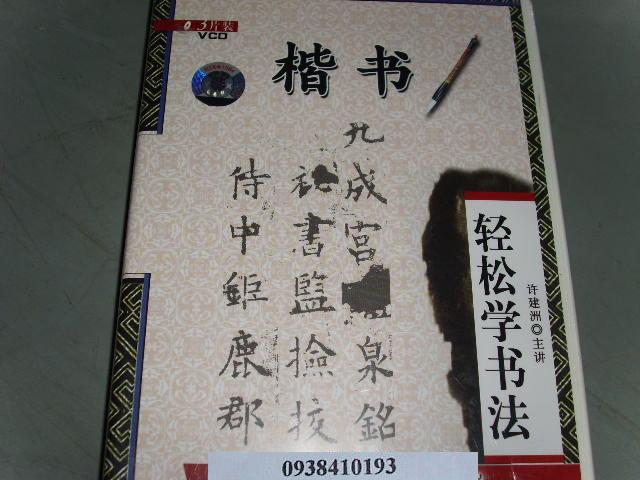 3片装
VCD
楷书
九成宫
泉銘
秘書監撿挍
侍中鉅鹿郡
轻松学书法
许建洲◎主讲
0938410193